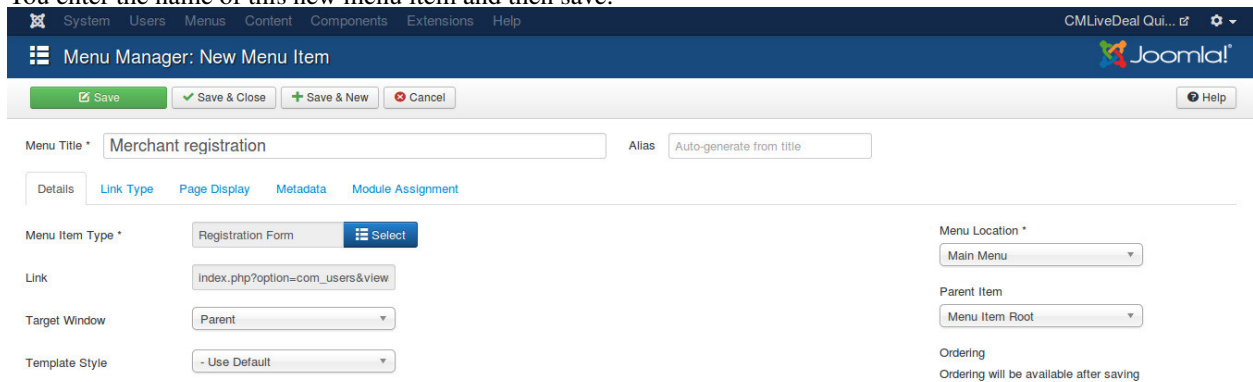 You enter the name of this new menu item and then save.
System Users Menus Content Components Extensions Help CMLiveDeal Qui...
Menu Manager: New Menu Item Joomla!
Save Save & Close Save & New Cancel Help
Menu Title * Merchant registration Alias Auto-generate from title
Details Link Type Page Display Metadata Module Assignment
Menu Item Type * Registration Form Select
Link index.php?option=com_users&view
Target Window Parent
Template Style - Use Default
Menu Location *
Main Menu
Parent Item
Menu Item Root
Ordering
Ordering will be available after saving